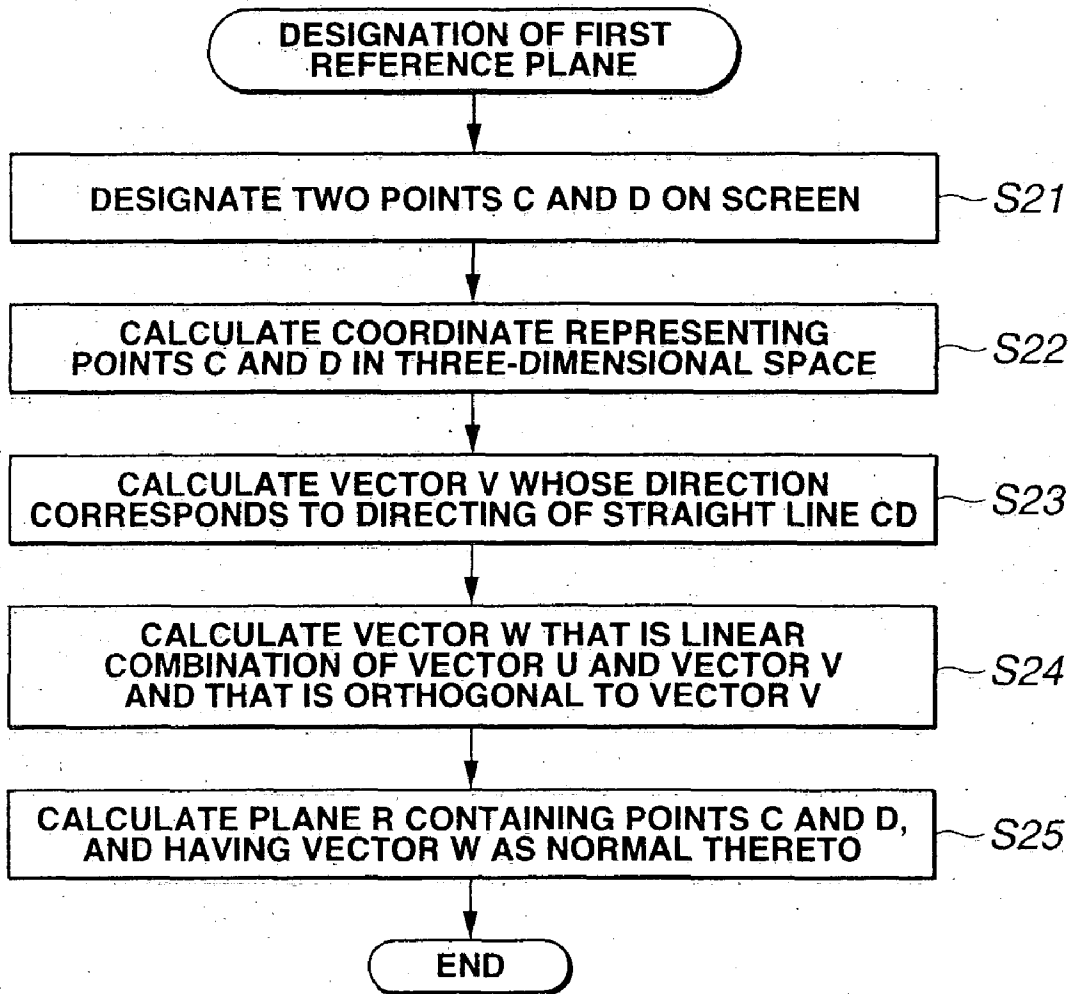 DESIGNATION OF FIRST
REFERENCE PLANE
DESIGNATE TWO POINTS C AND D ON SCREEN
S21
CALCULATE COORDINATE REPRESENTING
POINTS C AND D IN THREE-DIMENSIONAL SPACE
S22
CALCULATE VECTOR V WHOSE DIRECTION
CORRESPONDS TO DIRECTING OF STRAIGHT LINE CD
S23
CALCULATE VECTOR W THAT IS LINEAR
COMBINATION OF VECTOR U AND VECTOR V
AND THAT IS ORTHOGONAL TO VECTOR V
S24
CALCULATE PLANE R CONTAINING POINTS C AND D,
AND HAVING VECTOR W AS NORMAL THERETO
S25
END